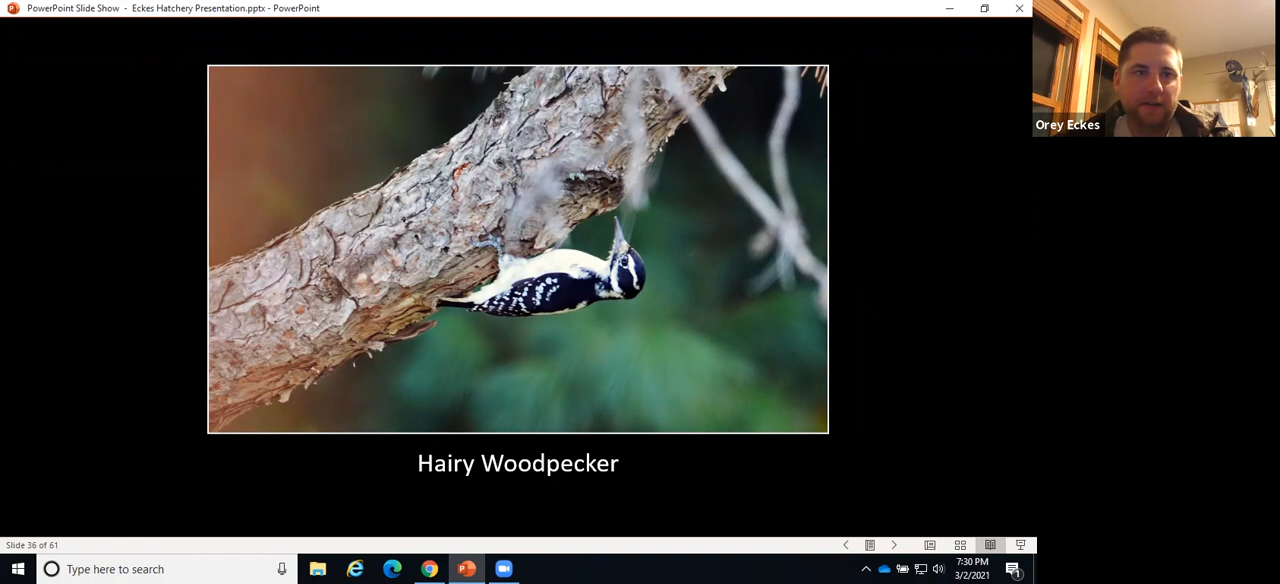 PowerPoint Slide Show - Eckes Hatchery Presentation.pptx - PowerPoint
Orey Eckes
Hairy Woodpecker
Slide 36 of 61
Type here to search
7:30 PM
3/2/2021
1